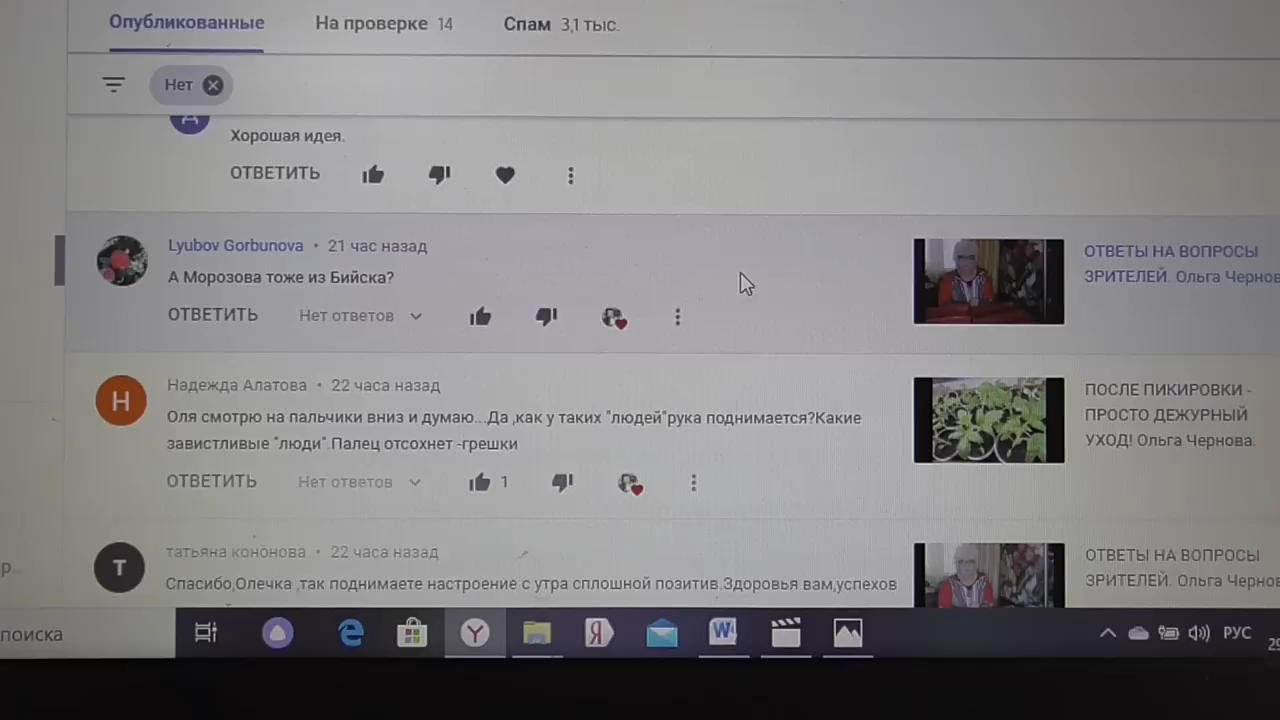 Опубликованные На проверке 14 Спам 3,1 тыс.
Нет
Хорошая идея.
ОТВЕТИТЬ
Lyubov Gorbunova • 21 час назад
А Морозова тоже из Бийска?
ОТВЕТИТЬ Нет ответов
ОТВЕТЫ НА ВОПРОСЫ
ЗРИТЕЛЕЙ. Ольга Чернов
Надежда Алатова • 22 часа назад
Оля смотрю на пальчики вниз и думаю...Да ,как у таких "людей"рука поднимается?Какие
завистливые "люди".Палец отсохнет -грешки
ОТВЕТИТЬ Нет ответов 1
ПОСЛЕ ПИКИРОВКИ -
ПРОСТО ДЕЖУРНЫЙ
УХОД! Ольга Чернова.
Т
татьяна кононова • 22 часа назад
Спасибо,Олечка ,так поднимаете настроение с утра сплошной позитив.Здоровья вам,успехов
ОТВЕТЫ НА ВОПРОСЫ
ЗРИТЕЛЕЙ. Ольга Чернов
Н
р...
поиска
РУС
29